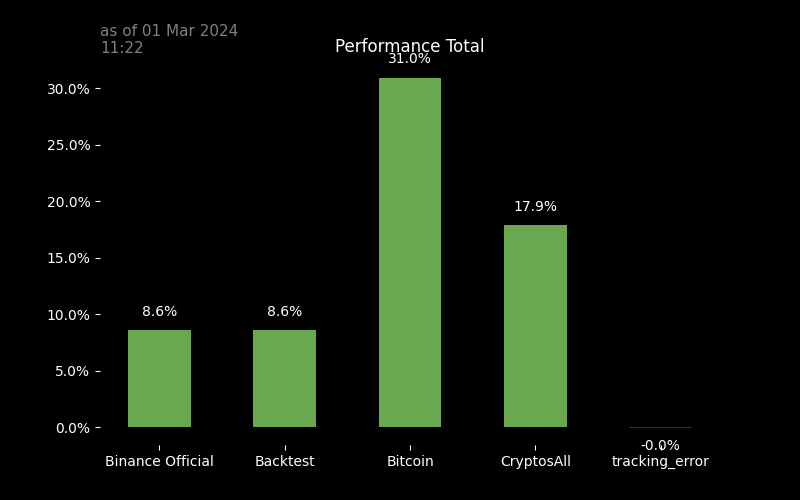 as of 01 Mar 2024
11:22
Performance Total
31.0%
30.0%
25.0%
20.0%
17.9%
15.0%
10.0%
8.6%
8.6%
5.0%
0.0%
-0.0%
Binance Official
Backtest
Bitcoin
CryptosAll
tracking_error